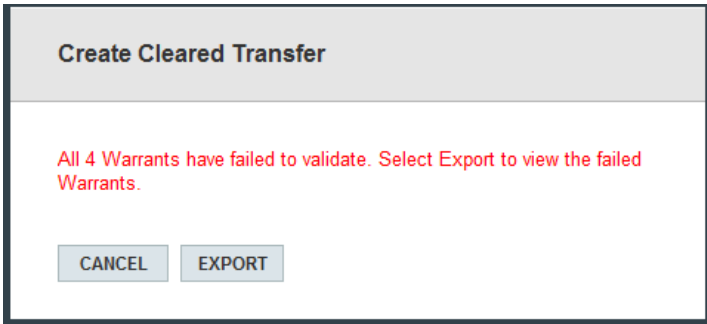 Create Cleared Transfer
All 4 Warrants have failed to validate. Select Export to view the failed
Warrants.
CANCEL EXPORT